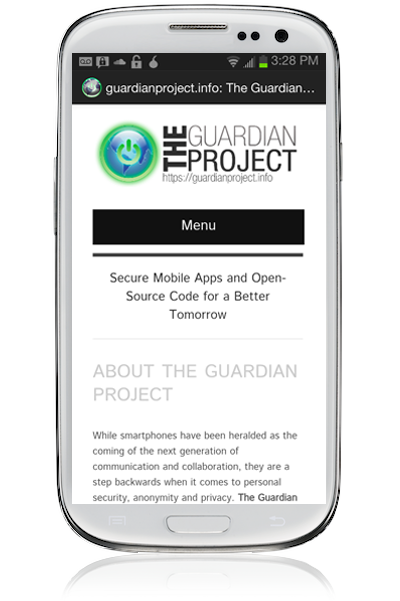 3:28 PM
guardianproject.info: The Guardian...
THE GUARDIAN
PROJECT
https://guardianproject.info
Menu
Secure Mobile Apps and Open-
Source Code for a Better
Tomorrow
ABOUT THE GUARDIAN
PROJECT
While smartphones have been heralded as the
coming of the next generation of
communication and collaboration, they are a
step backwards when it comes to personal
security, anonymity and privacy. The Guardian